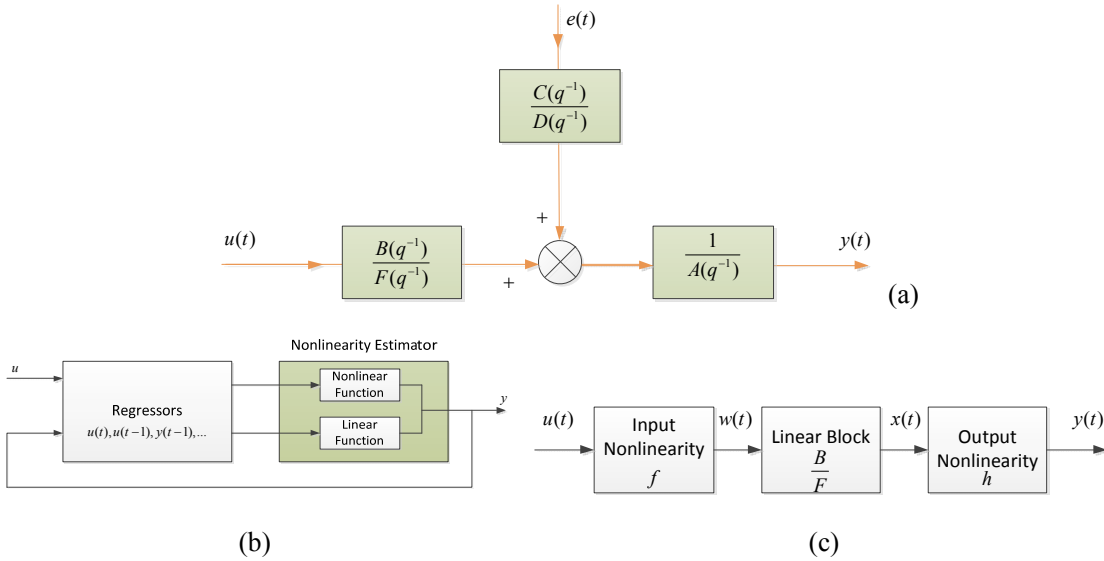 e(t)
C(q⁻¹)
D(q⁻¹)
+
u(t)
B(q⁻¹)
F(q⁻¹)
+
1
A(q⁻¹)
y(t)
(a)
Nonlinearity Estimator
u
Regressors
u(t), u(t−1), y(t−1),...
Nonlinear
Function
Linear
Function
y
(b)
u(t)
Input
Nonlinearity
f
w(t)
Linear Block
B
F
x(t)
Output
Nonlinearity
h
y(t)
(c)